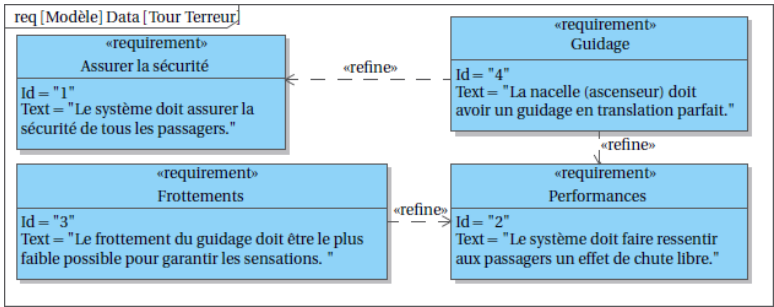 req [Modèle] Data [Tour Terreur]
«requirement»
Assurer la sécurité
Id = "1"
Text = "Le système doit assurer la
sécurité de tous les passagers."
«refine»
«requirement»
Guidage
Id = "4"
Text = "La nacelle (ascenseur) doit
avoir un guidage en translation parfait."
«refine»
«requirement»
Frottements
Id = "3"
Text = "Le frottement du guidage doit être le plus
faible possible pour garantir les sensations. "
«refine»
«requirement»
Performances
Id = "2"
Text = "Le système doit faire ressentir
aux passagers un effet de chute libre."